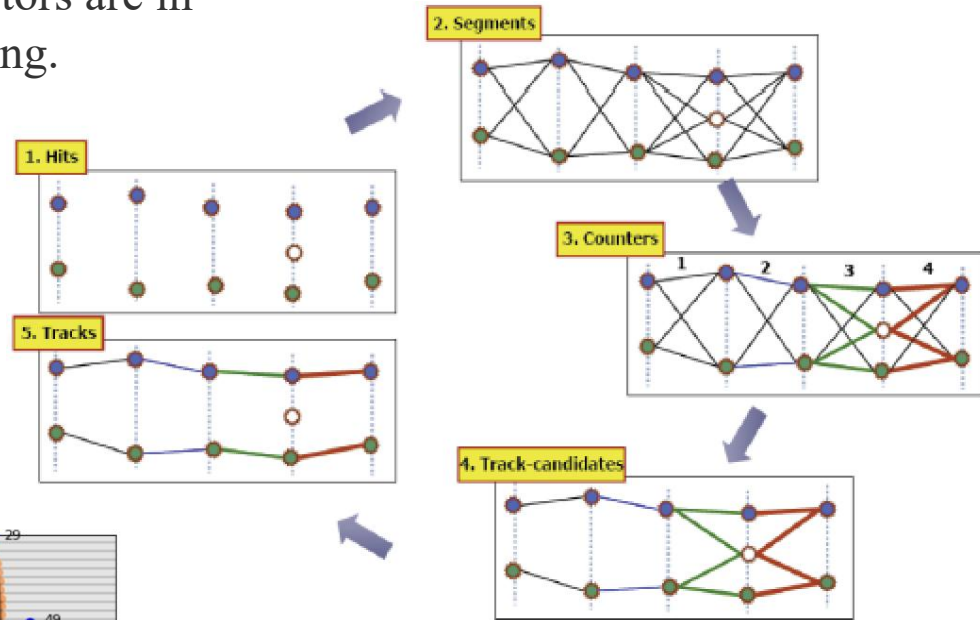 tors are in
ng.
2. Segments
1. Hits
3. Counters
1 2 3 4
5. Tracks
4. Track-candidates
29
49